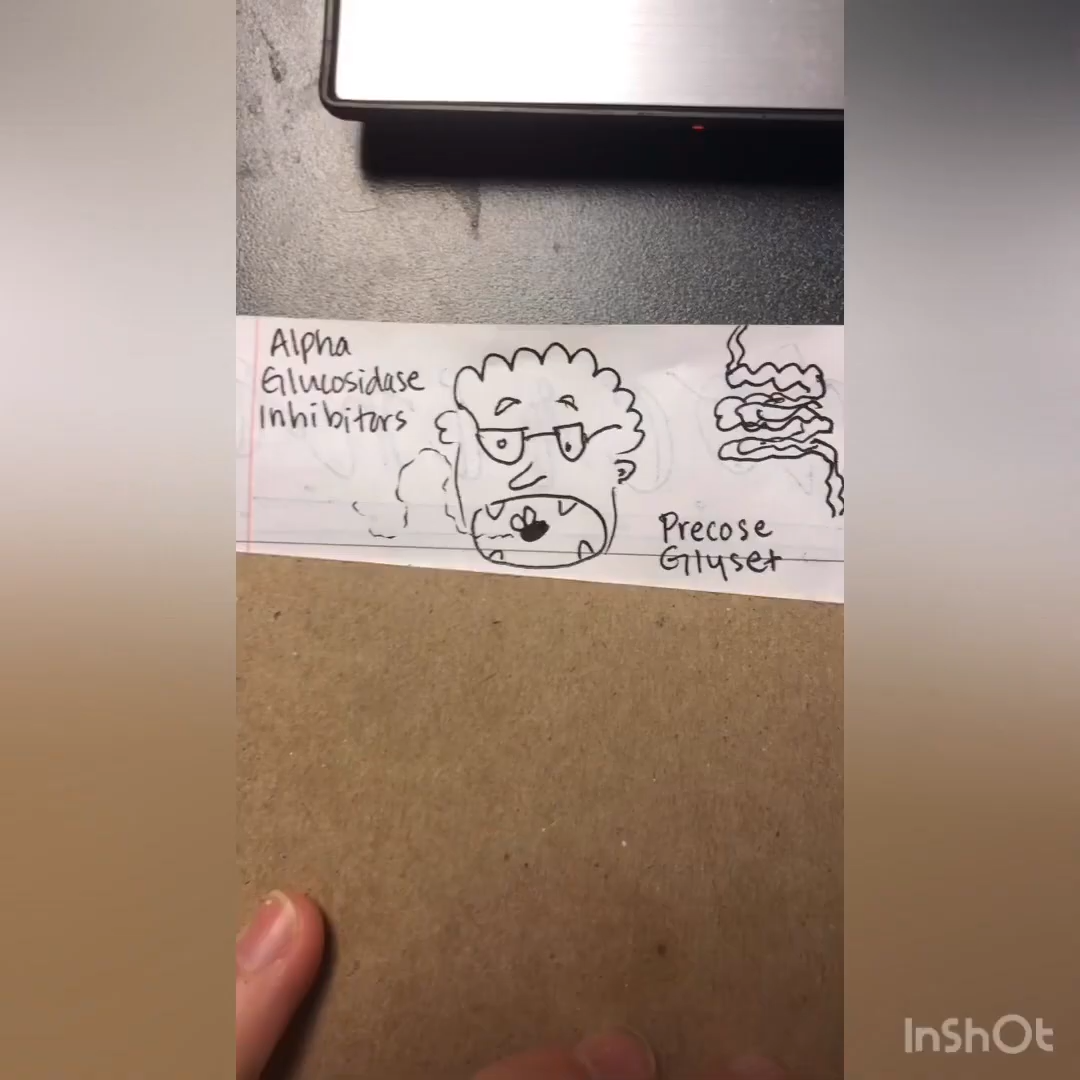 Alpha
Glucosidase
Inhibitors
Precose
Glyset
InShOt